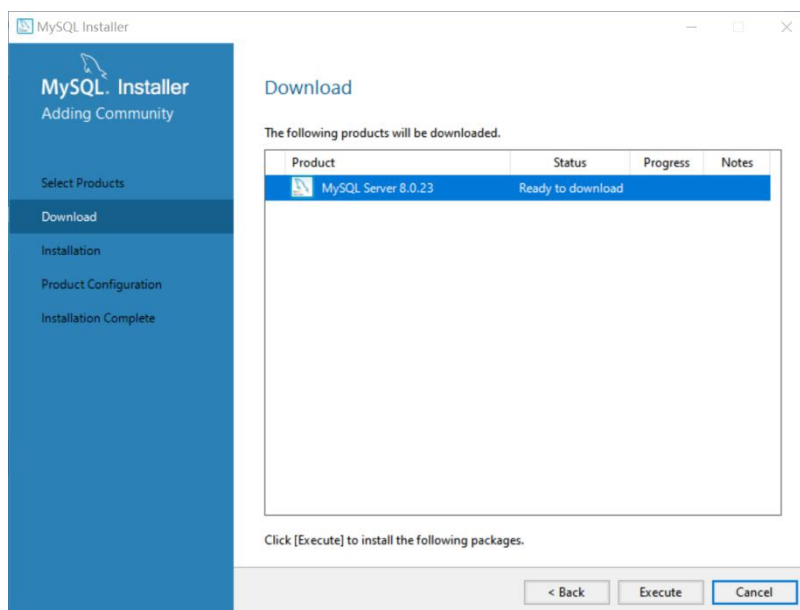 MySQL Installer
MySQL. Installer
Adding Community
Select Products
Download
Installation
Product Configuration
Installation Complete
Download
The following products will be downloaded.
Product Status Progress Notes
MySQL Server 8.0.23 Ready to download
Click [Execute] to install the following packages.
< Back Execute Cancel